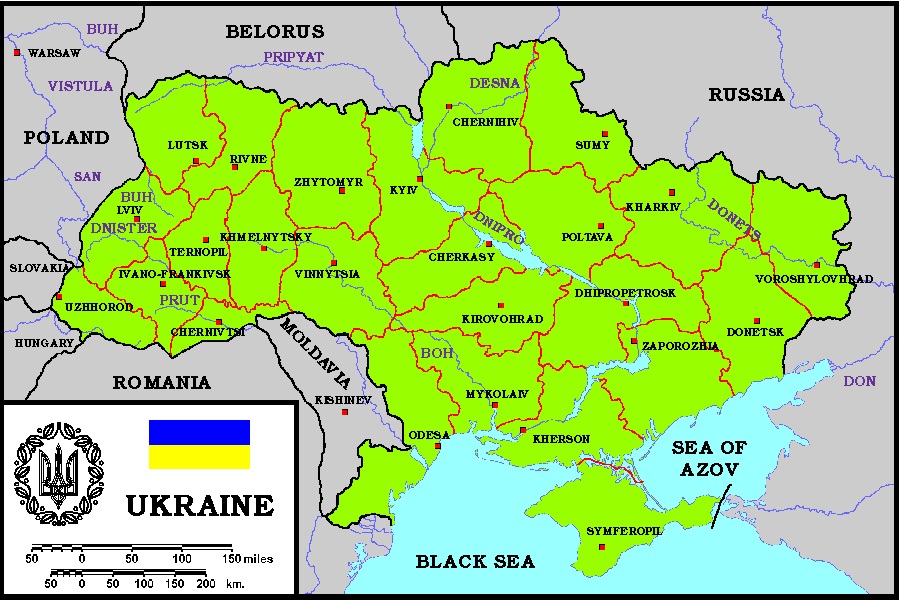 BUH
BELORUS
WARSAW
PRIPYAT
VISTULA
DESNA
RUSSIA
CHERNIHIV
POLAND
LUTSK
SUMY
RIVNE
SAN
ZHYTOMYR
KYIV
BUH
KHARKIV
LVIV
DONETS
DNISTER
DNIPRO
KHMELNYTSKY
POLTAVA
TERNOPIL
CHERKASY
SLOVAKIA
IVANO-FRANKIVSK
VINNYTSIA
VOROSHYLOVHRAD
UZHHOROD
PRUT
DHIPROPETROSK
KIROVOHRAD
CHERNIVTSI
DONETSK
HUNGARY
MOLDAVIA
ZAPOROZHIA
BOH
ROMANIA
DON
MYKOLAIV
KISHINEV
ODESA
KHERSON
SEA OF
AZOV
UKRAINE
SYMFEROPIL
BLACK SEA
50 0 50 100 150 miles
50 0 50 100 150 200 km.